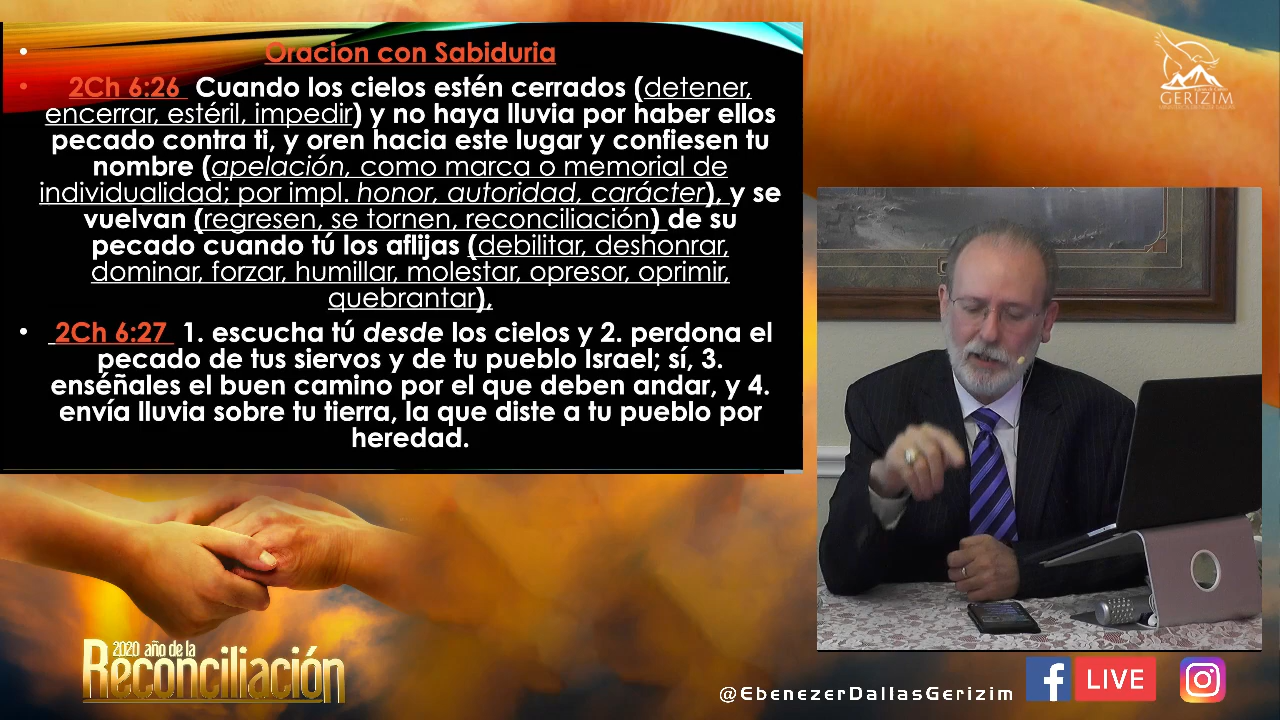 Oracion con Sabiduria
2Ch 6:26 Cuando los cielos estén cerrados (detener,
encerrar, estéril, impedir) y no haya lluvia por haber ellos
pecado contra ti, y oren hacia este lugar y confiesen tu
nombre (apelación, como marca o memorial de
individualidad; por impl. honor, autoridad, carácter), y se
vuelvan (regresen, se tornen, reconciliación) de su
pecado cuando tú los aflijas (debilitar, deshonrar,
dominar, forzar, humillar, molestar, opresor, oprimir,
quebrantar),
2Ch 6:27 1. escucha tú desde los cielos y 2. perdona el
pecado de tus siervos y de tu pueblo Israel; sí, 3.
enséñales el buen camino por el que deben andar, y 4.
envía lluvia sobre tu tierra, la que diste a tu pueblo por
heredad.
GERIZIM
2020 año de la
Reconciliación
@EbenezerDallasGerizim
LIVE